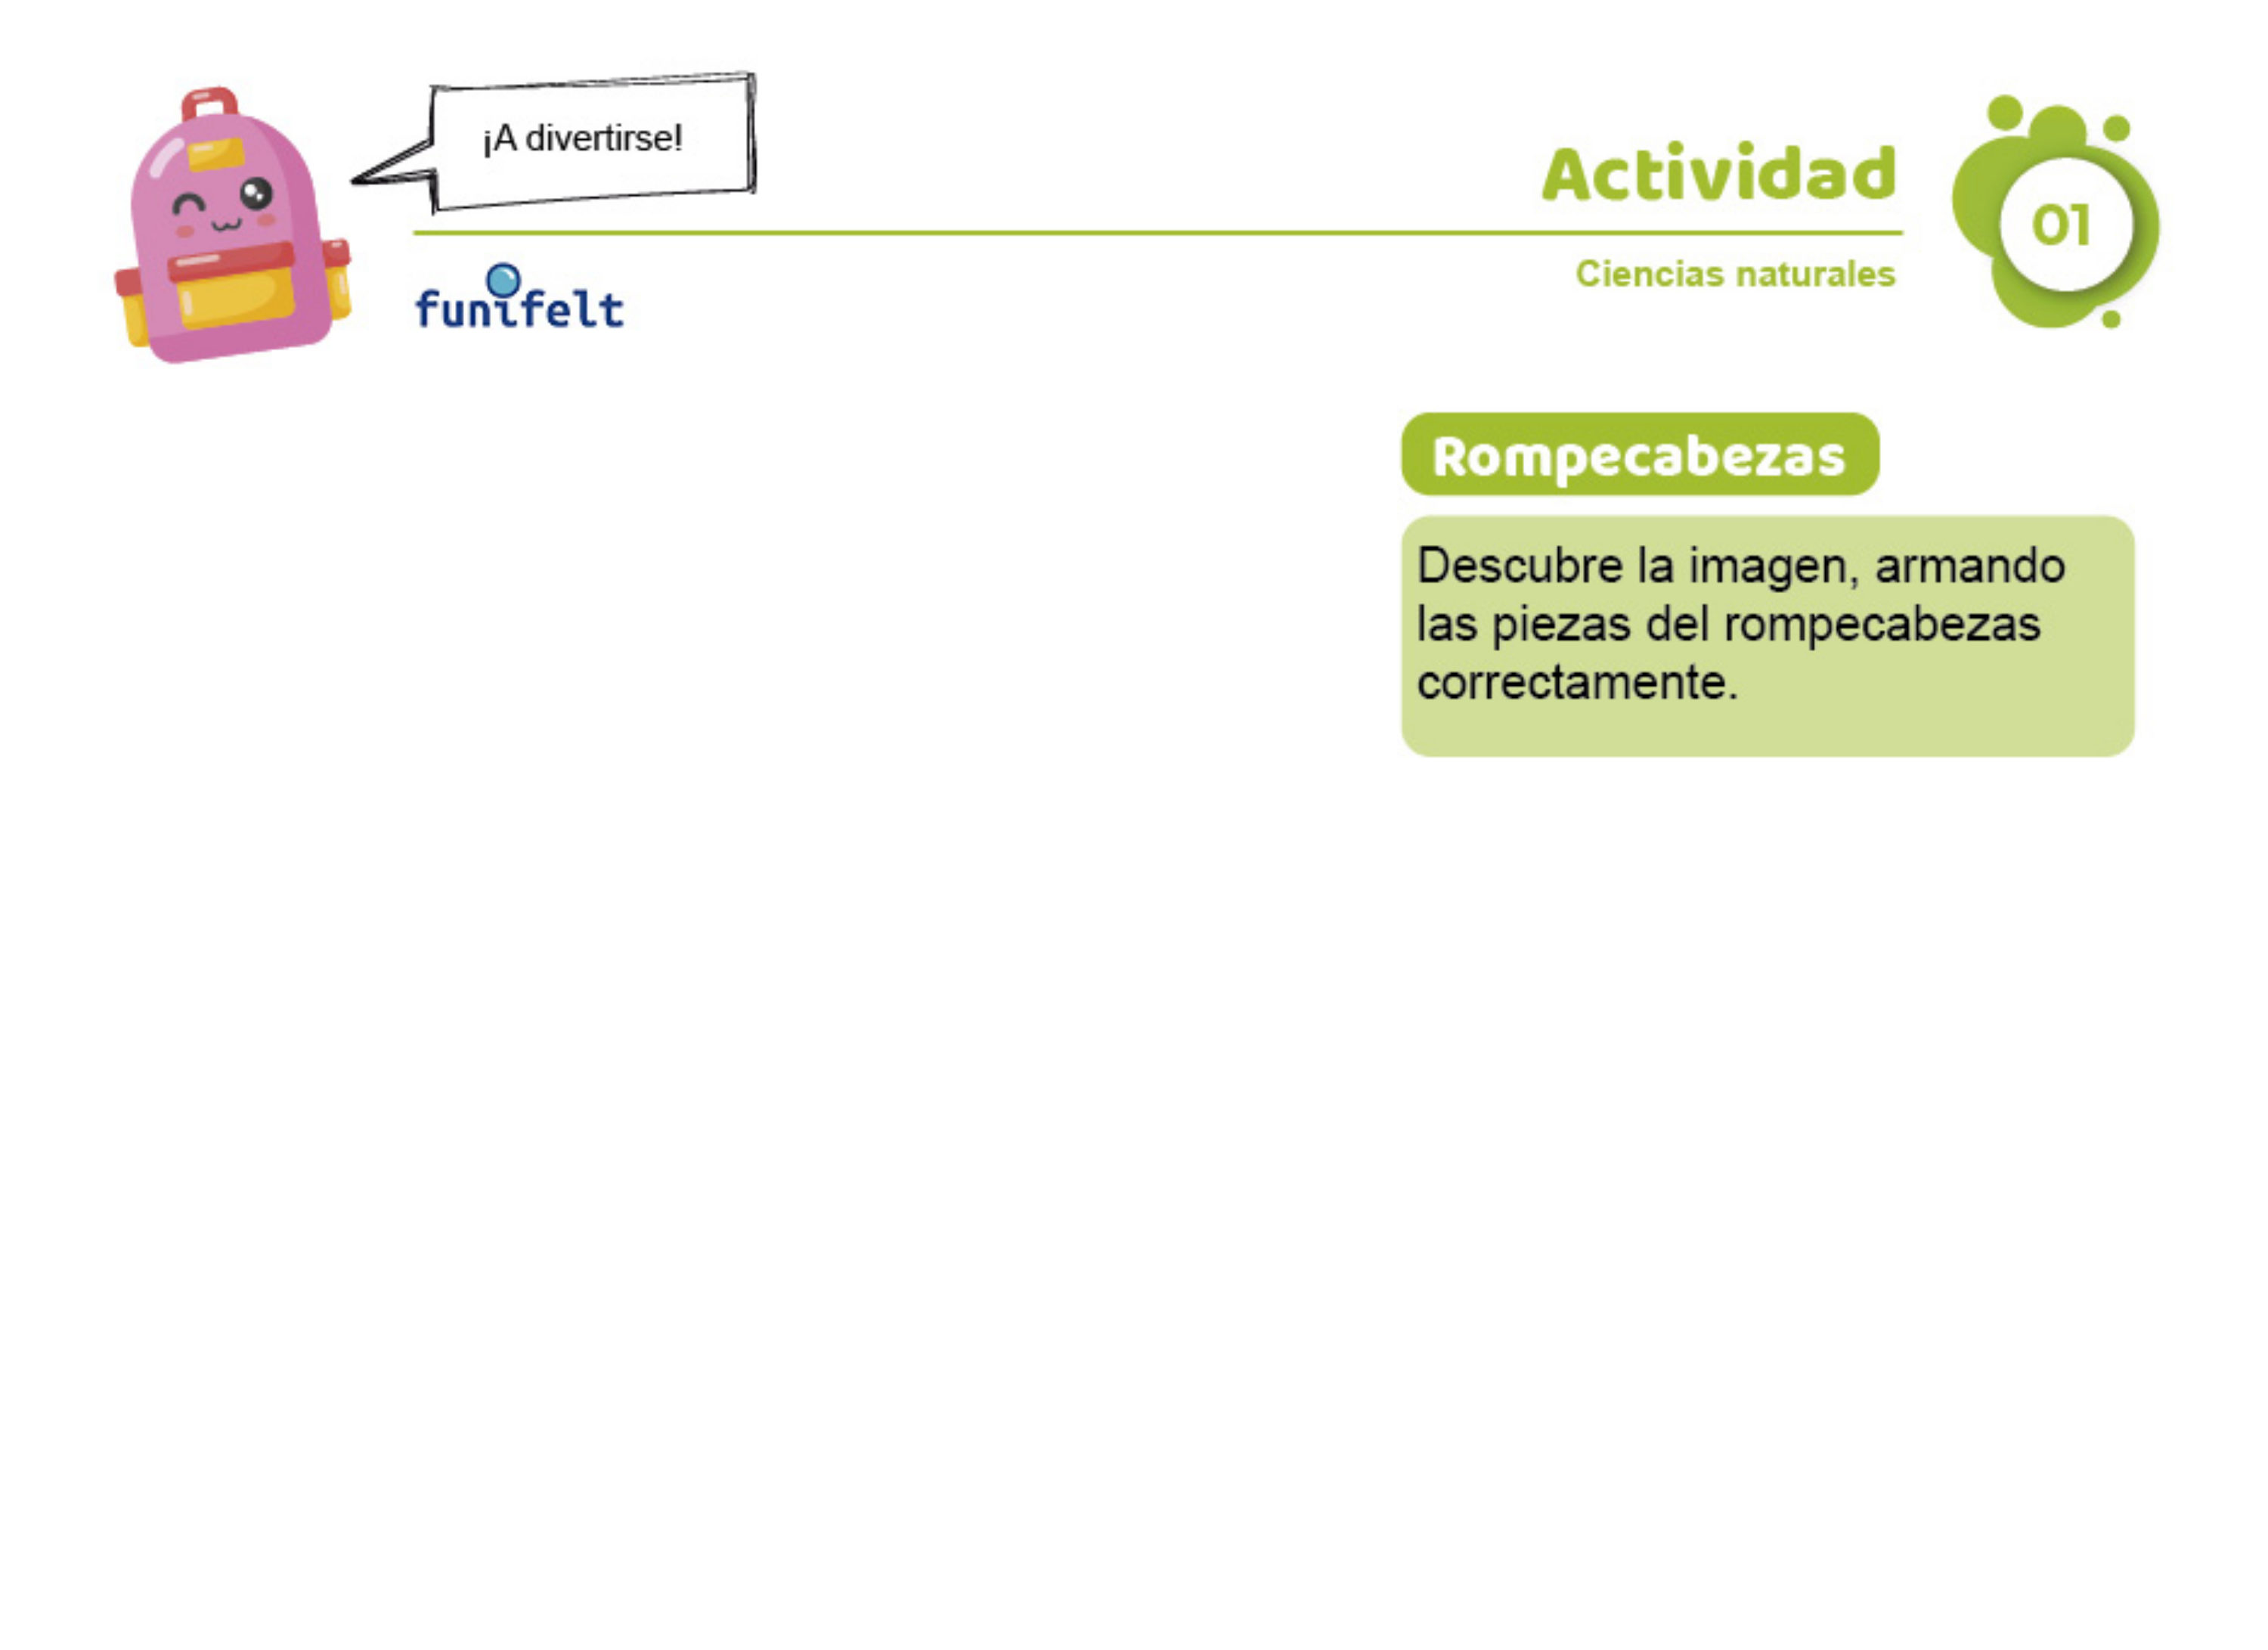 ¡A divertirse!
Actividad
01
Ciencias naturales
funifelt
Rompecabezas
Descubre la imagen, armando
las piezas del rompecabezas
correctamente.